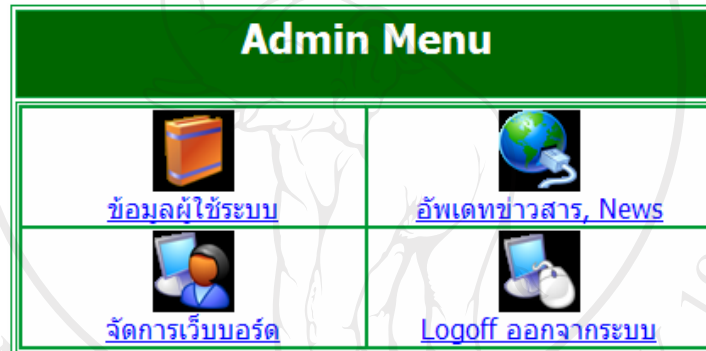 Admin Menu
ข้อมูลผู้ใช้ระบบ
อัพเดทข่าวสาร, News
จัดการเว็บบอร์ด
Logoff ออกจากระบบ